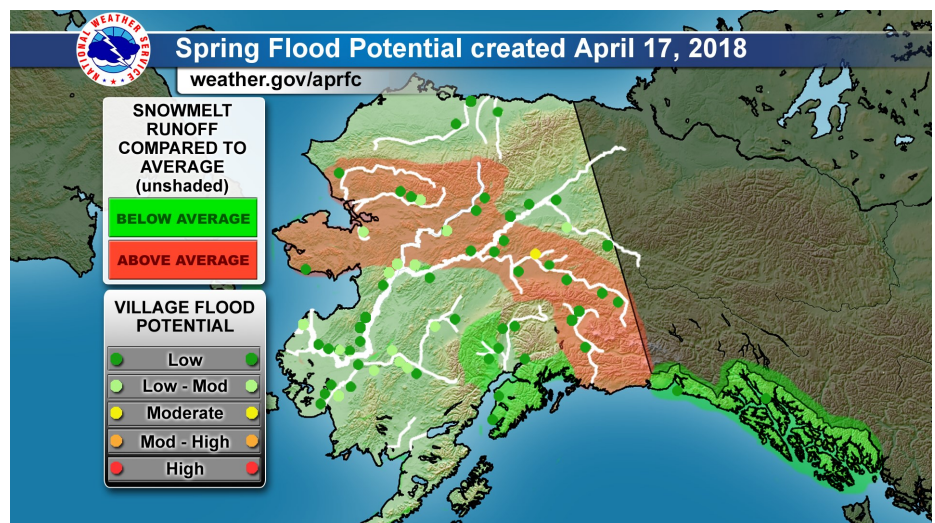 NATIONAL WEATHER SERVICE
Spring Flood Potential created April 17, 2018
weather.gov/aprfc
SNOWMELT
RUNOFF
COMPARED TO
AVERAGE
(unshaded)
BELOW AVERAGE
ABOVE AVERAGE
VILLAGE FLOOD
POTENTIAL
Low
Low - Mod
Moderate
Mod - High
High